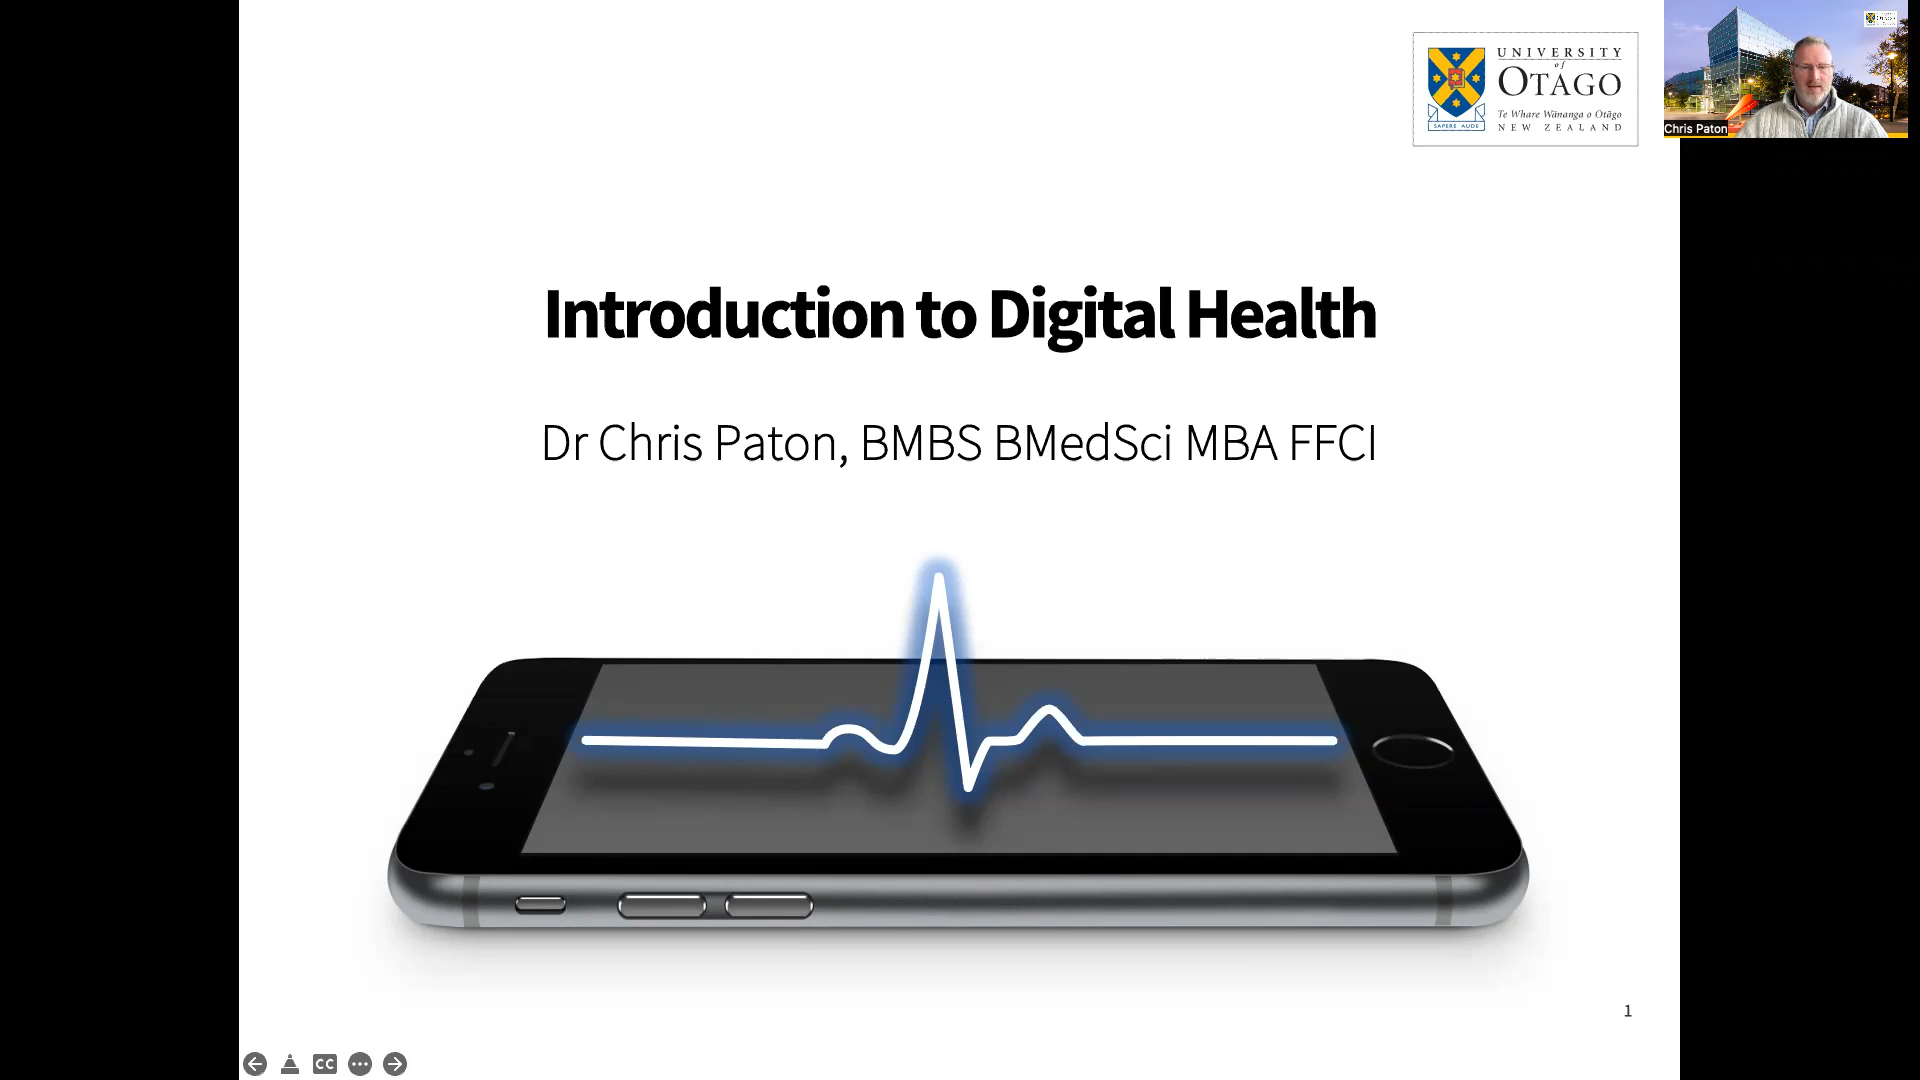 UNIVERSITY
of
OTAGO
Te Whare Wānanga o Otāgo
NEW ZEALAND
SAPERE AUDE
Chris Paton
Introduction to Digital Health
Dr Chris Paton, BMBS BMedSci MBA FFCI
1
CC